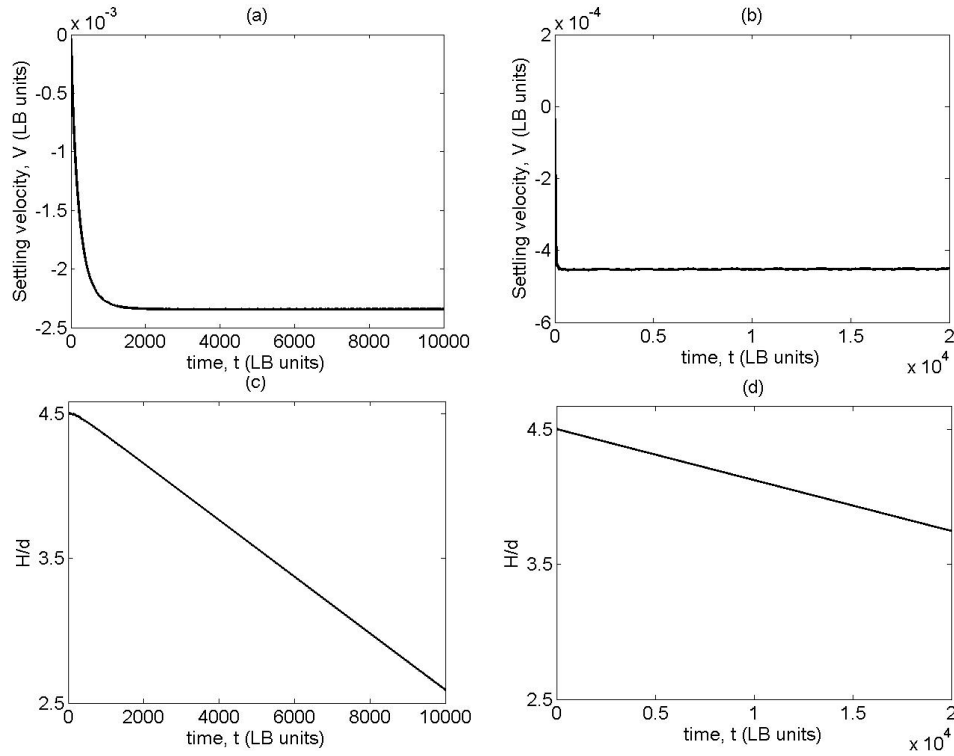 (a)
x 10^-3
0
-0.5
-1
-1.5
-2
-2.5
Settling velocity, V (LB units)
0 2000 4000 6000 8000 10000
time, t (LB units)
(b)
x 10^-4
2
0
-2
-4
-6
Settling velocity, V (LB units)
0 0.5 1 1.5 2
x 10^4
time, t (LB units)
(c)
4.5
3.5
2.5
H/d
0 2000 4000 6000 8000 10000
time, t (LB units)
(d)
4.5
3.5
2.5
H/d
0 0.5 1 1.5 2
x 10^4
time, t (LB units)